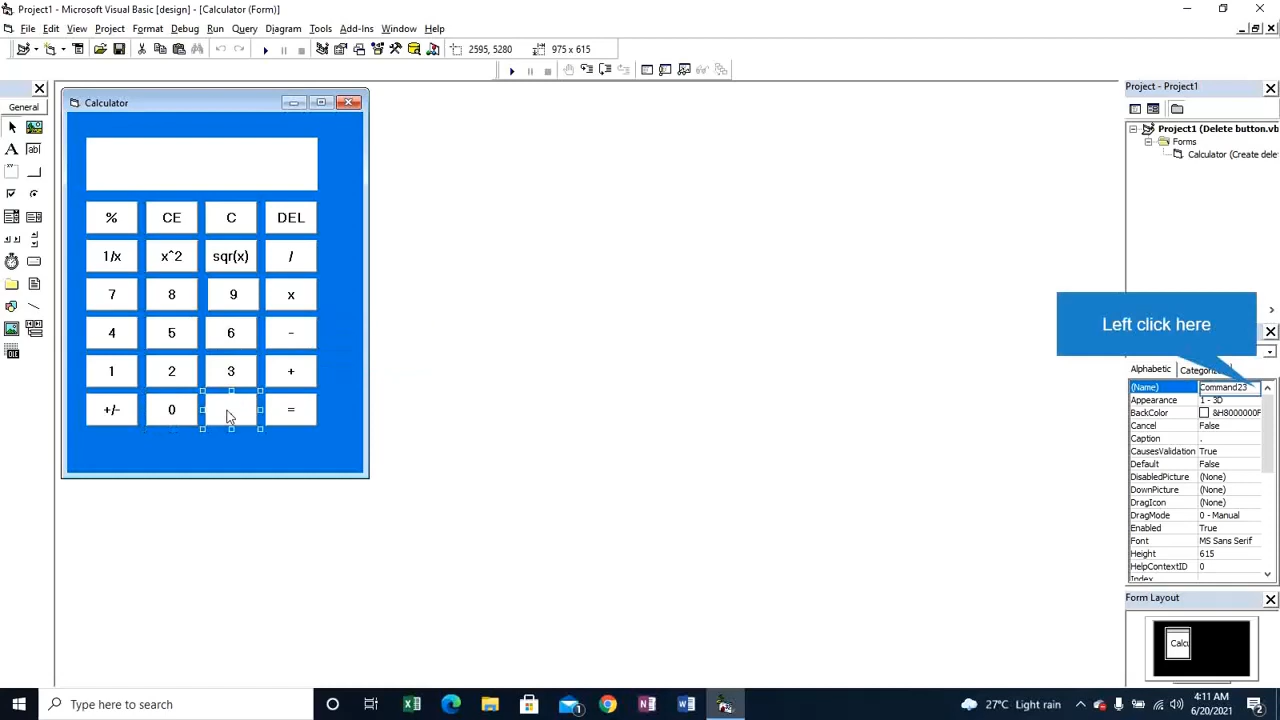 Project1 - Microsoft Visual Basic [design] - [Calculator (Form)]
File Edit View Project Format Debug Run Query Diagram Tools Add-Ins Window Help
2595, 5280 975 x 615
General
Calculator
% CE C DEL
1/x x^2 sqr(x) /
7 8 9 x
4 5 6 -
1 2 3 +
+/- 0 =
Project - Project1
Project1 (Delete button.vb
Forms
Calculator (Create dele
Left click here
Alphabetic
(Name) Command23
Appearance 1 - 3D
BackColor &H8000000F
Cancel False
Caption .
CausesValidation True
Default False
DisabledPicture (None)
DownPicture (None)
DragIcon (None)
DragMode 0 - Manual
Enabled True
Font MS Sans Serif
Height 615
HelpContextID 0
Index
Form Layout
Calcu
Type here to search
27°C Light rain
4:11 AM
6/20/2021